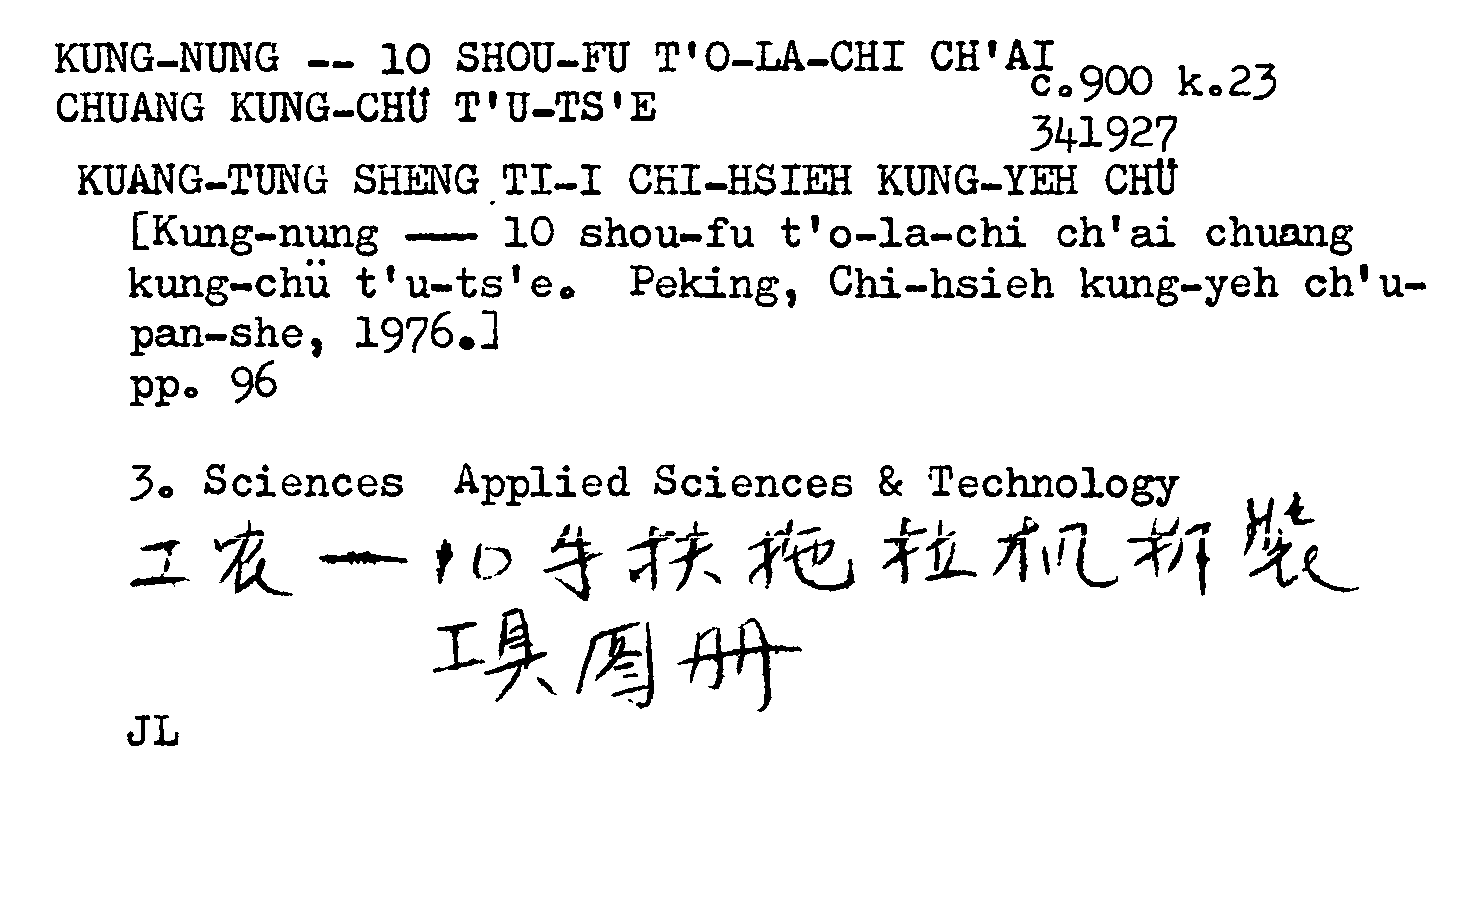 KUNG-NUNG -- 10 SHOU-FU T'O-LA-CHI CH'AI
CHUANG KUNG-CHÜ T'U-TS'E
c.900 k.23
341927
KUANG-TUNG SHENG TI-I CHI-HSIEH KUNG-YEH CHÜ
[Kung-nung —— 10 shou-fu t'o-la-chi ch'ai chuang
kung-chü t'u-ts'e. Peking, Chi-hsieh kung-yeh ch'u-
pan-she, 1976.]
pp. 96
3. Sciences Applied Sciences & Technology
工农—10手扶拖拉机拆裝
工具圖册
JL